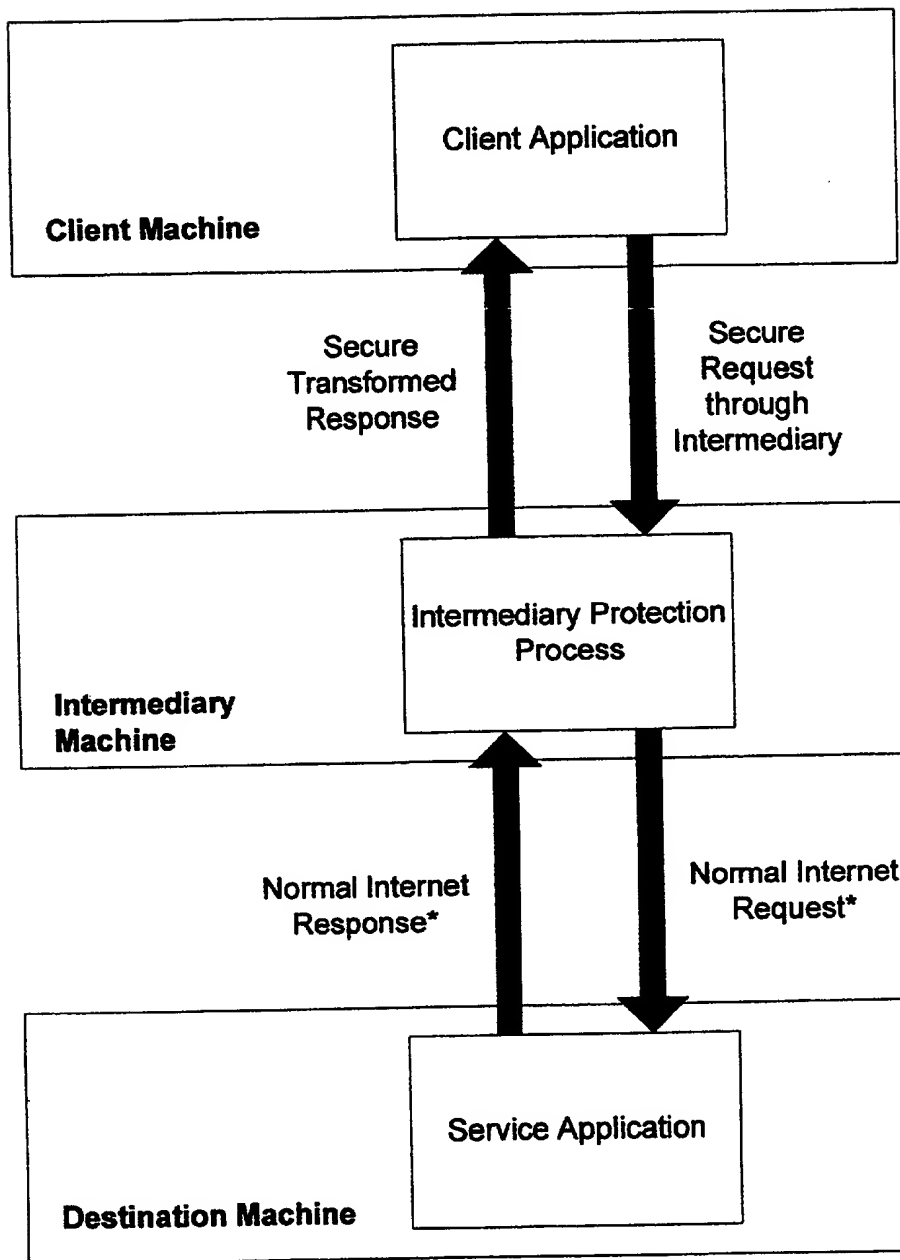 Client Application
Client Machine
Secure
Transformed
Response
Secure
Request
through
Intermediary
Intermediary Protection
Process
Intermediary
Machine
Normal Internet
Response*
Normal Internet
Request*
Service Application
Destination Machine